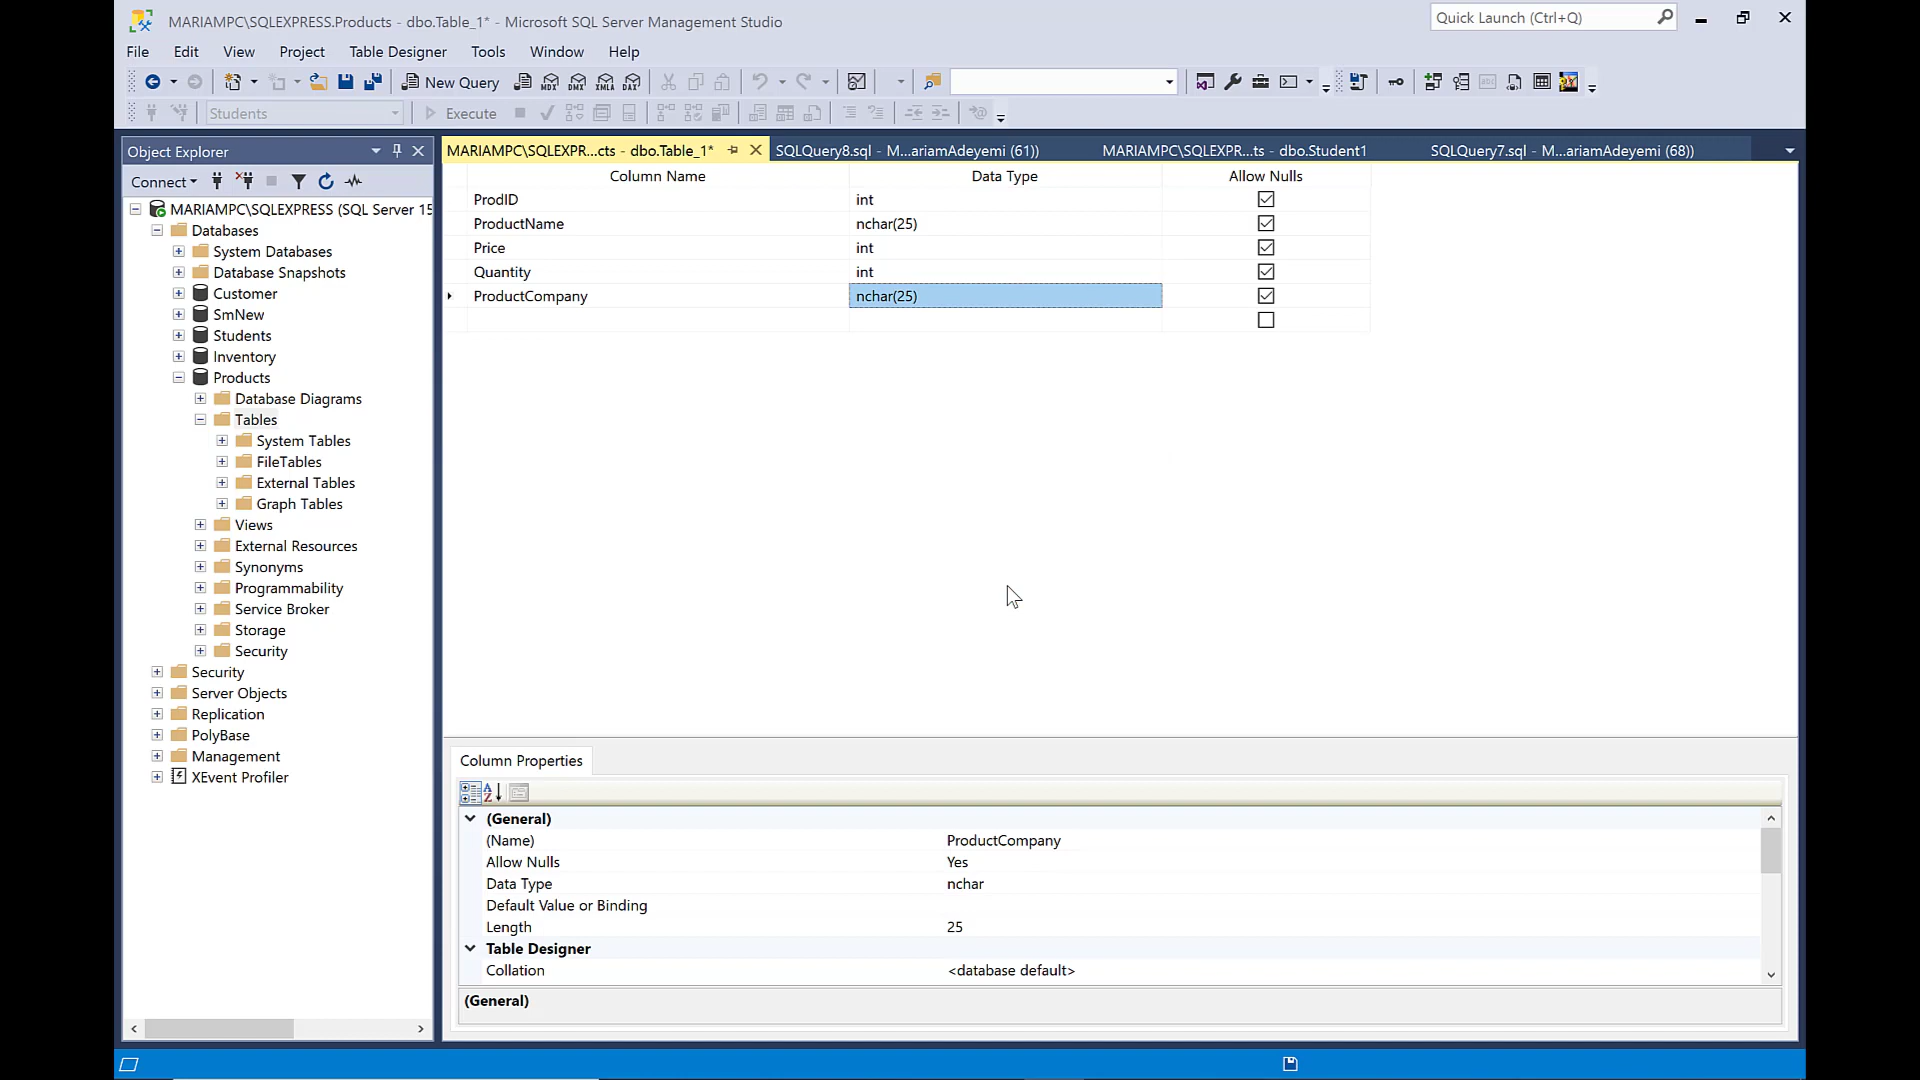 MARIAMPC\SQLEXPRESS.Products - dbo.Table_1* - Microsoft SQL Server Management Studio
Quick Launch (Ctrl+Q)
File Edit View Project Table Designer Tools Window Help
New Query MDX DMX XMLA DAX
Students Execute
Object Explorer
MARIAMPC\SQLEXPR...cts - dbo.Table_1* SQLQuery8.sql - M...ariamAdeyemi (61)) MARIAMPC\SQLEXPR...ts - dbo.Student1 SQLQuery7.sql - M...ariamAdeyemi (68))
Connect
MARIAMPC\SQLEXPRESS (SQL Server 15
Databases
System Databases
Database Snapshots
Customer
SmNew
Students
Inventory
Products
Database Diagrams
Tables
System Tables
FileTables
External Tables
Graph Tables
Views
External Resources
Synonyms
Programmability
Service Broker
Storage
Security
Security
Server Objects
Replication
PolyBase
Management
XEvent Profiler
Column Name Data Type Allow Nulls
ProdID int
ProductName nchar(25)
Price int
Quantity int
ProductCompany nchar(25)
Column Properties
(General)
(Name) ProductCompany
Allow Nulls Yes
Data Type nchar
Default Value or Binding
Length 25
Table Designer
Collation <database default>
(General)